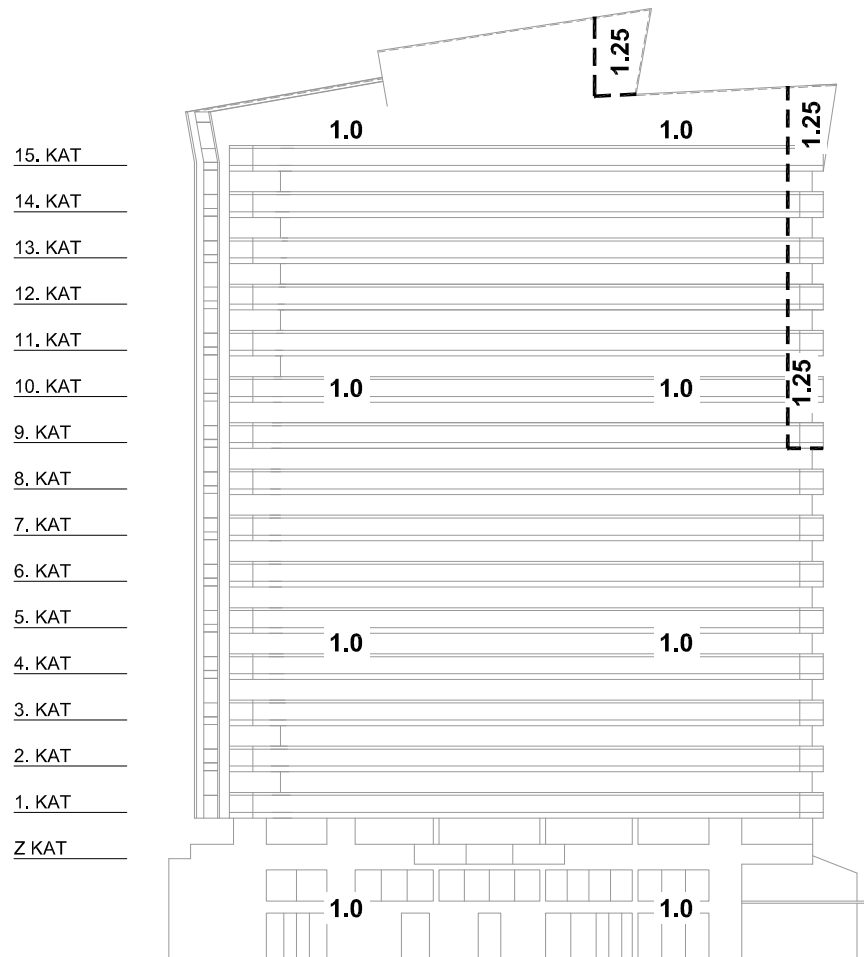 1.25
1.25
1.0 1.0
15. KAT
14. KAT
13. KAT
12. KAT
11. KAT
10. KAT
1.0 1.0
1.25
9. KAT
8. KAT
7. KAT
6. KAT
5. KAT
1.0 1.0
4. KAT
3. KAT
2. KAT
1. KAT
Z KAT
1.0 1.0